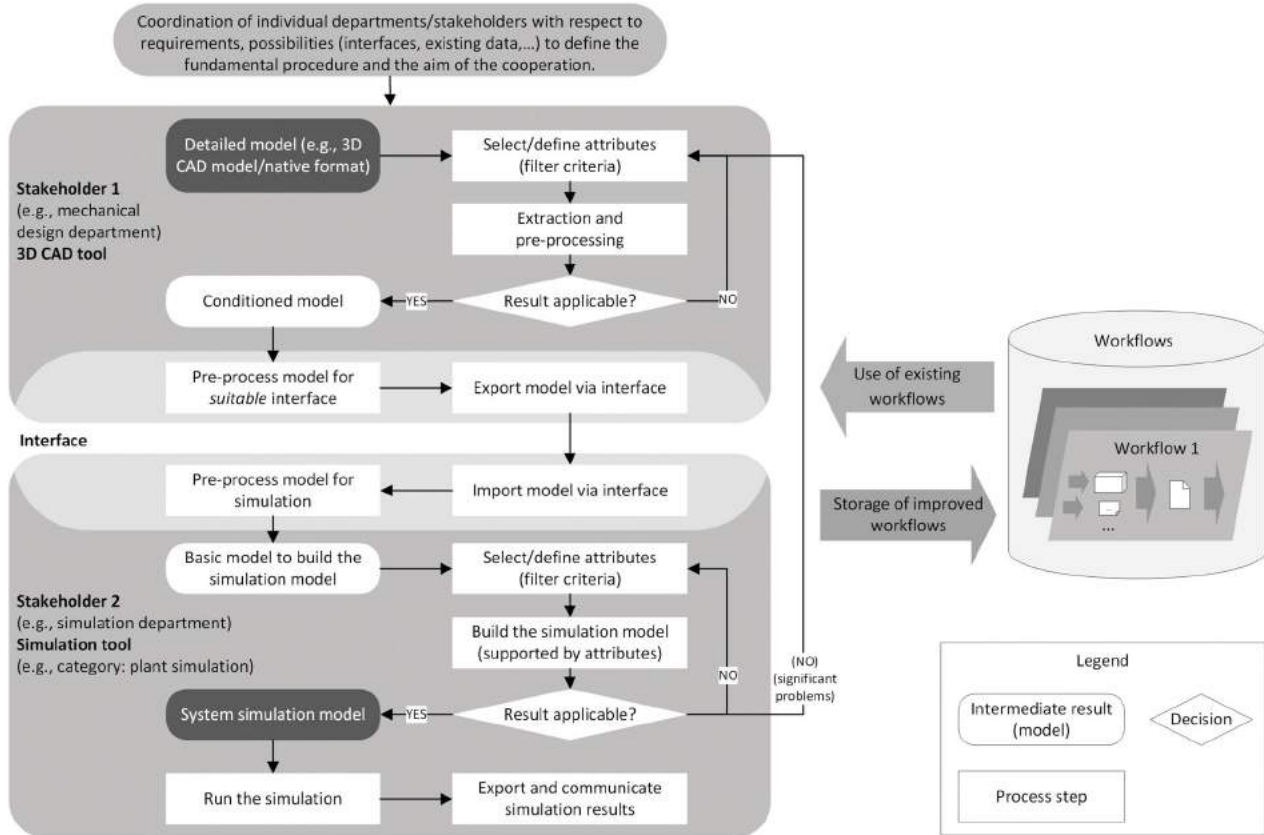 Coordination of individual departments/stakeholders with respect to
requirements, possibilities (interfaces, existing data,...) to define the
fundamental procedure and the aim of the cooperation.
Detailed model (e.g., 3D
CAD model/native format)
Select/define attributes
(filter criteria)
Stakeholder 1
(e.g., mechanical
design department)
3D CAD tool
Extraction and
pre-processing
Conditioned model
YES
Result applicable?
NO
Pre-process model for
suitable interface
Export model via interface
Interface
Pre-process model for
simulation
Import model via interface
Basic model to build the
simulation model
Select/define attributes
(filter criteria)
Stakeholder 2
(e.g., simulation department)
Simulation tool
(e.g., category: plant simulation)
Build the simulation model
(supported by attributes)
NO
(NO)
(significant
problems)
System simulation model
YES
Result applicable?
Run the simulation
Export and communicate
simulation results
Use of existing
workflows
Storage of improved
workflows
Workflows
Workflow 1
...
Legend
Intermediate result
(model)
Decision
Process step